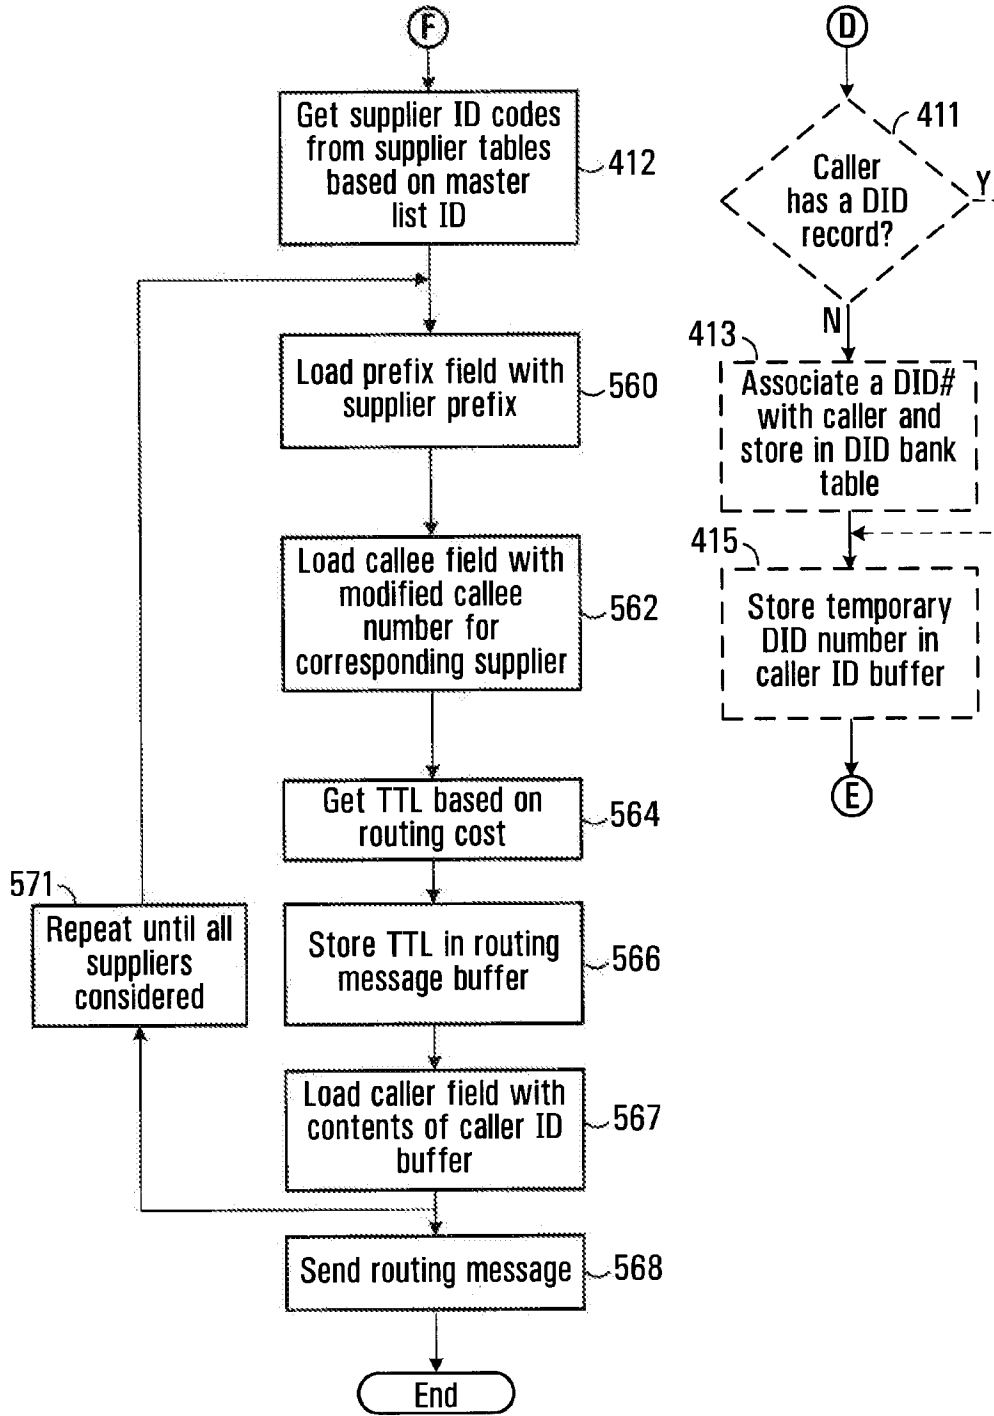 F
Get supplier ID codes
from supplier tables
based on master
list ID
412
Load prefix field with
supplier prefix
560
Load callee field with
modified callee
number for
corresponding supplier
562
Get TTL based on
routing cost
564
571
Repeat until all
suppliers
considered
Store TTL in routing
message buffer
566
Load caller field with
contents of caller ID
buffer
567
Send routing message
568
End
D
411
Caller
has a DID
record?
Y
N
413
Associate a DID#
with caller and
store in DID bank
table
415
Store temporary
DID number in
caller ID buffer
E